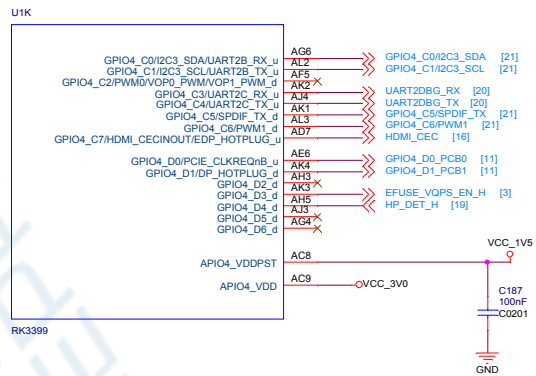 U1K
GPIO4_C0/I2C3_SDA/UART2B_RX_u AG6 GPIO4_C0/I2C3_SDA [21]
GPIO4_C1/I2C3_SCL/UART2B_TX_u AL2 GPIO4_C1/I2C3_SCL [21]
GPIO4_C2/PWM0/VOP0_PWM/VOP1_PWM_d AF5
GPIO4_C3/UART2C_RX_u AK2 UART2DBG_RX [20]
GPIO4_C4/UART2C_TX_u AJ4 UART2DBG_TX [20]
GPIO4_C5/SPDIF_TX_d AK1 GPIO4_C5/SPDIF_TX [21]
GPIO4_C6/PWM1_d AL3 GPIO4_C6/PWM1 [21]
GPIO4_C7/HDMI_CECINOUT/EDP_HOTPLUG_u AD7 HDMI_CEC [16]
GPIO4_D0/PCIE_CLKREQnB_u AE6 GPIO4_D0_PCB0 [11]
GPIO4_D1/DP_HOTPLUG_d AK4 GPIO4_D1_PCB1 [11]
GPIO4_D2_d AH3
GPIO4_D3_d AK3 EFUSE_VQPS_EN_H [3]
GPIO4_D4_d AH5 HP_DET_H [19]
GPIO4_D5_d AJ3
GPIO4_D6_d AG4
VCC_1V5
APIO4_VDDPST AC8
APIO4_VDD AC9 VCC_3V0
C187
100nF
C0201
RK3399
GND